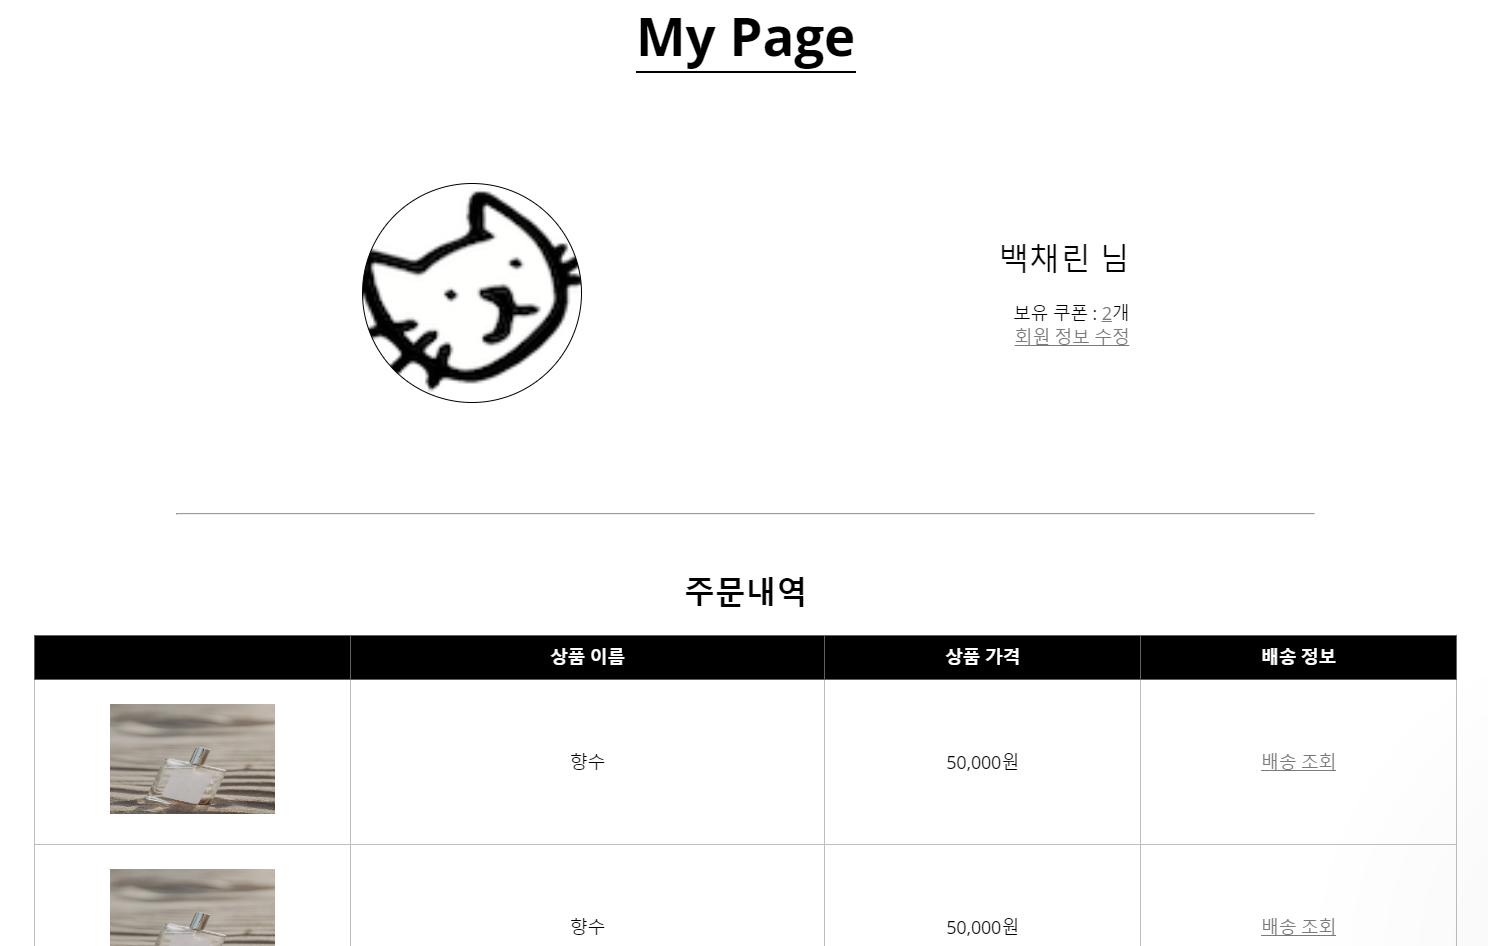 My Page
백채린 님
보유 쿠폰 : 2개
회원 정보 수정
주문내역
상품 이름 상품 가격 배송 정보
향수 50,000원 배송 조회
향수 50,000원 배송 조회